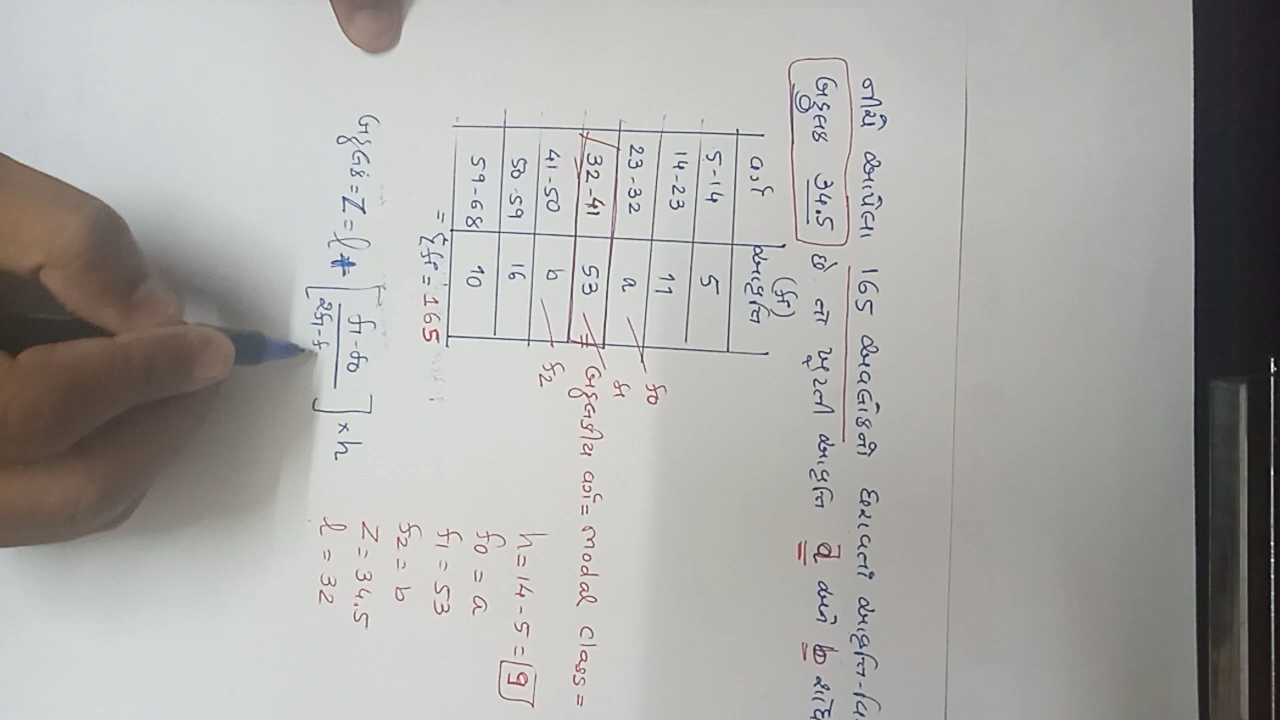 નીચે આપેલા 165 અવલોકનો ધરાવતા આવૃત્તિ-વિ
બહુલક 34.5 છે તો ખૂટતી આવૃત્તિ a અને b શોધ
વર્ગ આવૃત્તિ (fi)
5-14 5
14-23 11
23-32 a f0
32-41 53 f1 બહુલકીય વર્ગ = modal class =
41-50 b f2
50-59 16
59-68 10
= Σfi = 165
h = 14 - 5 = 9
f0 = a
f1 = 53
f2 = b
Z = 34.5
l = 32
બહુલક = Z = l + [ f1 - f0 / 2f1 - f ] × h